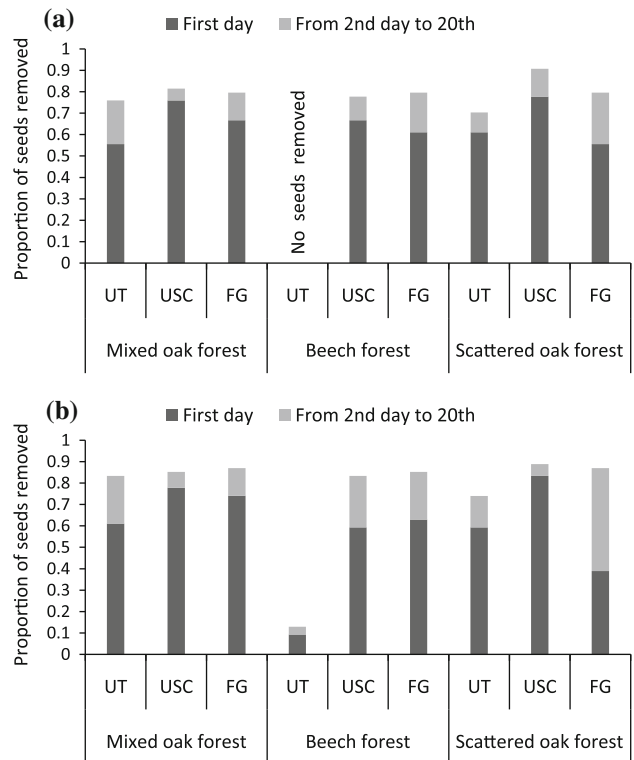 (a)
First day From 2nd day to 20th
Proportion of seeds removed
1
0.9
0.8
0.7
0.6
0.5
0.4
0.3
0.2
0.1
0
No seeds removed
UT USC FG UT USC FG UT USC FG
Mixed oak forest Beech forest Scattered oak forest
(b)
First day From 2nd day to 20th
Proportion of seeds removed
1
0.9
0.8
0.7
0.6
0.5
0.4
0.3
0.2
0.1
0
UT USC FG UT USC FG UT USC FG
Mixed oak forest Beech forest Scattered oak forest